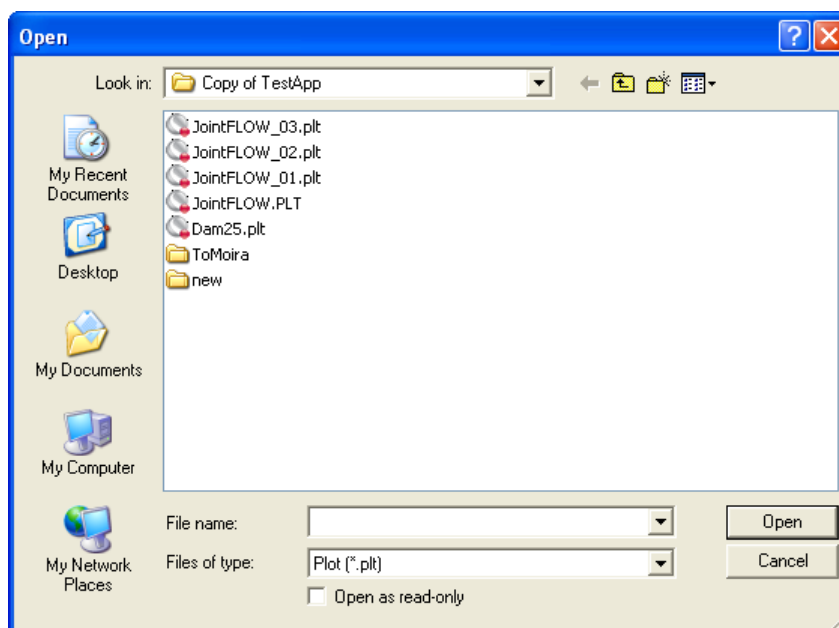 Open
Look in:
Copy of TestApp
My Recent
Documents
Desktop
My Documents
My Computer
My Network
Places
JointFLOW_03.plt
JointFLOW_02.plt
JointFLOW_01.plt
JointFLOW.PLT
Dam25.plt
ToMoira
new
File name:
Open
Files of type:
Plot (*.plt)
Cancel
Open as read-only